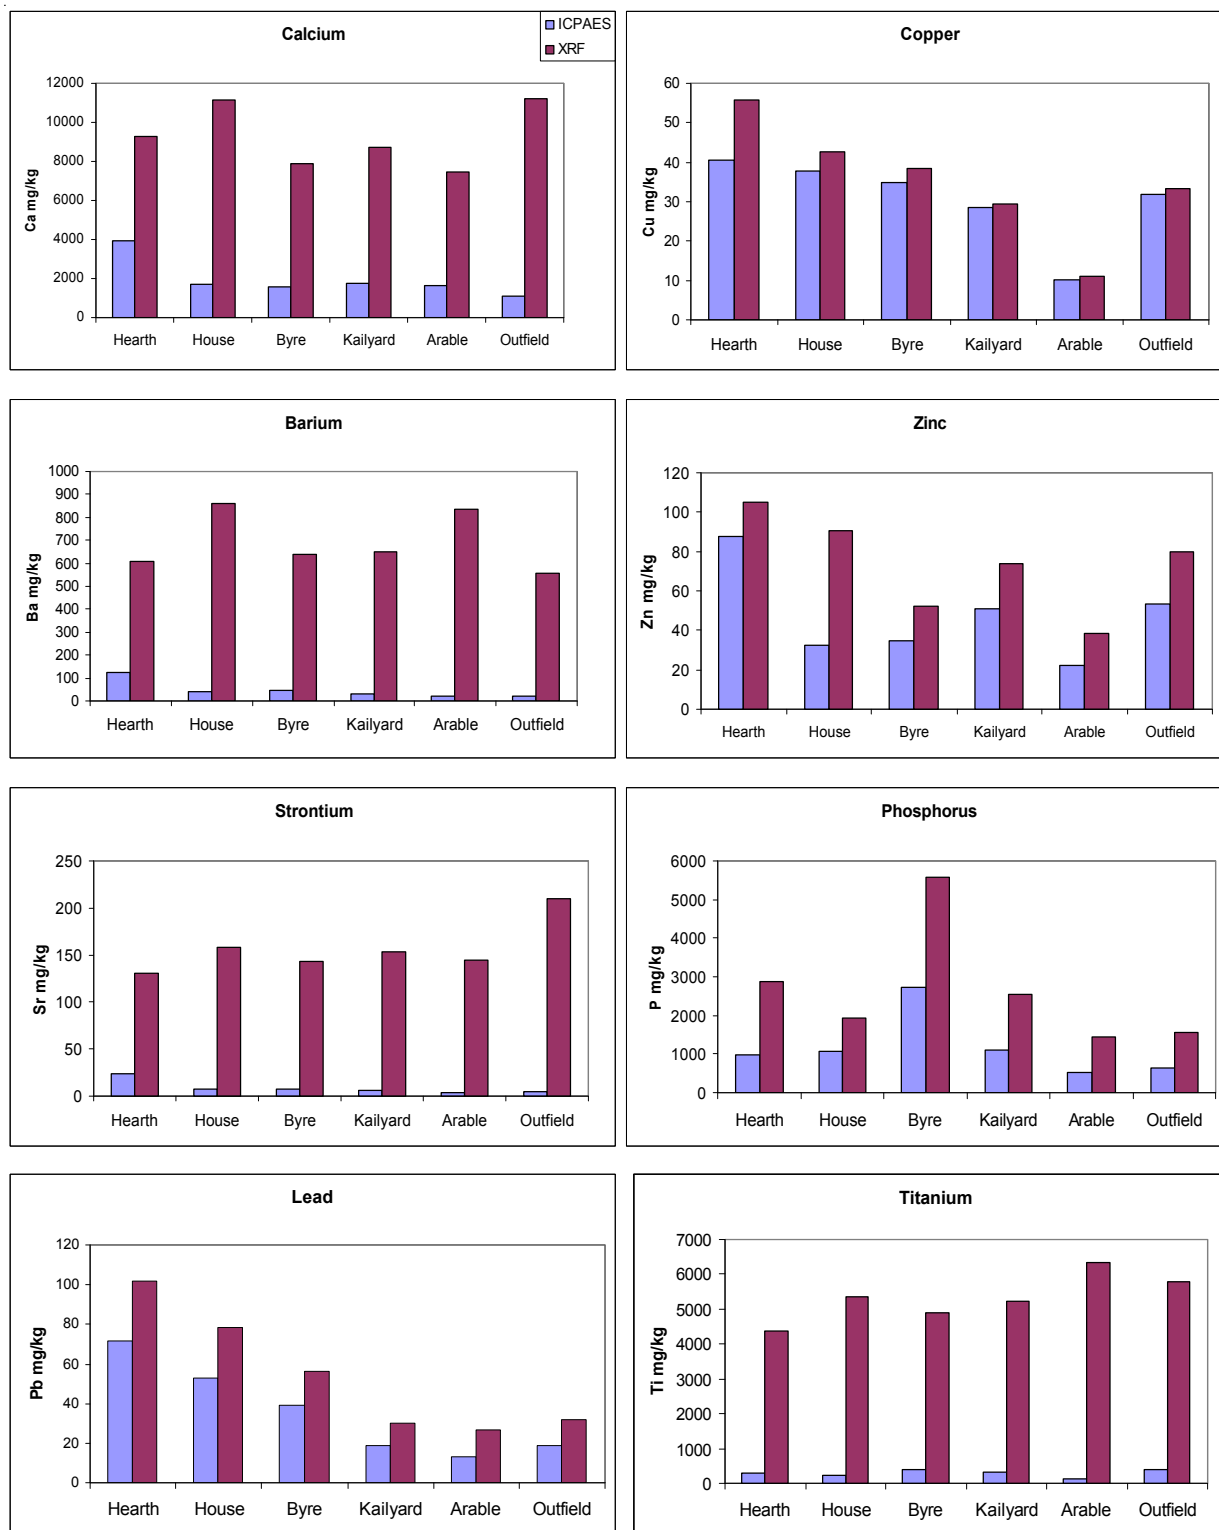 Calcium
ICPAES
XRF
Ca mg/kg
12000
10000
8000
6000
4000
2000
0
Hearth House Byre Kailyard Arable Outfield
Copper
Cu mg/kg
60
50
40
30
20
10
0
Hearth House Byre Kailyard Arable Outfield
Barium
Ba mg/kg
1000
900
800
700
600
500
400
300
200
100
0
Hearth House Byre Kailyard Arable Outfield
Zinc
Zn mg/kg
120
100
80
60
40
20
0
Hearth House Byre Kailyard Arable Outfield
Strontium
Sr mg/kg
250
200
150
100
50
0
Hearth House Byre Kailyard Arable Outfield
Phosphorus
P mg/kg
6000
5000
4000
3000
2000
1000
0
Hearth House Byre Kailyard Arable Outfield
Lead
Pb mg/kg
120
100
80
60
40
20
0
Hearth House Byre Kailyard Arable Outfield
Titanium
Ti mg/kg
7000
6000
5000
4000
3000
2000
1000
0
Hearth House Byre Kailyard Arable Outfield